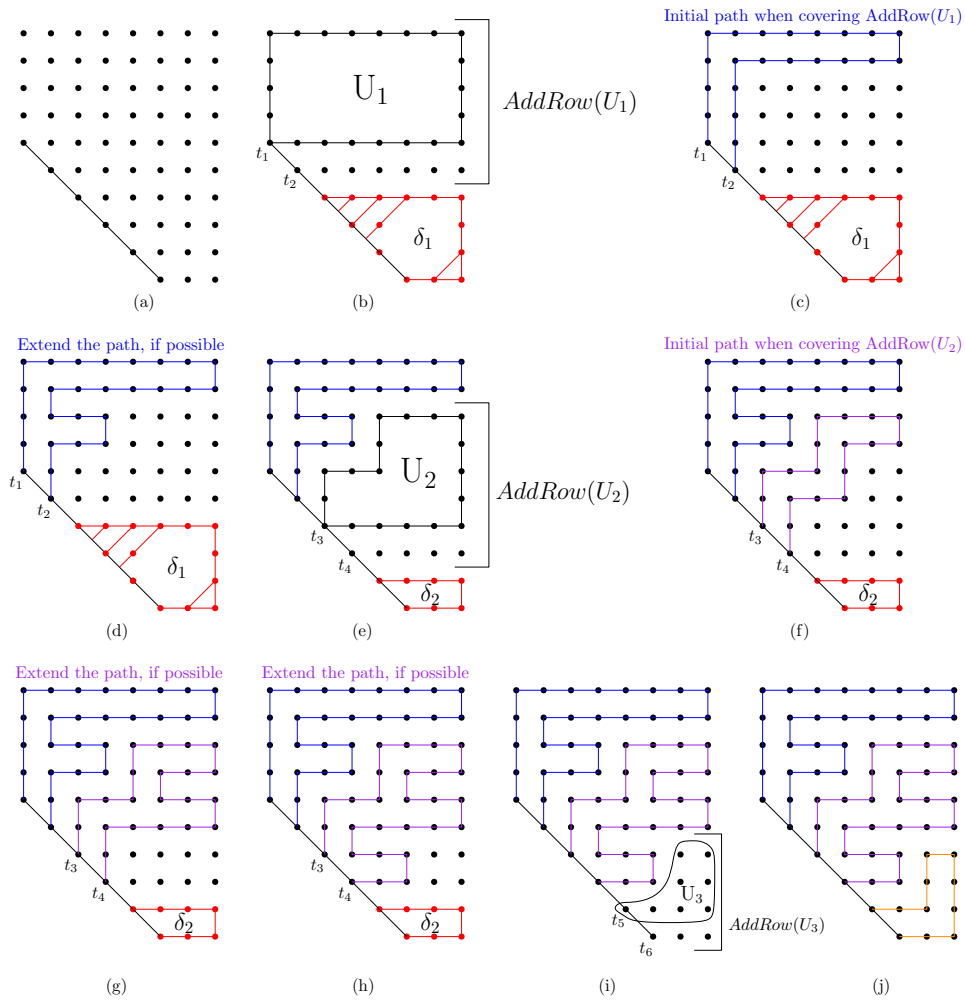 Initial path when covering AddRow(U₁)
U₁
AddRow(U₁)
t₁
t₂
δ₁
t₁
t₂
δ₁
(a)
(b)
(c)
Extend the path, if possible
Initial path when covering AddRow(U₂)
t₁
t₂
δ₁
U₂
AddRow(U₂)
t₃
t₄
δ₂
t₃
t₄
δ₂
(d)
(e)
(f)
Extend the path, if possible
Extend the path, if possible
t₃
t₄
δ₂
t₃
t₄
δ₂
U₃
t₅
t₆
AddRow(U₃)
(g)
(h)
(i)
(j)